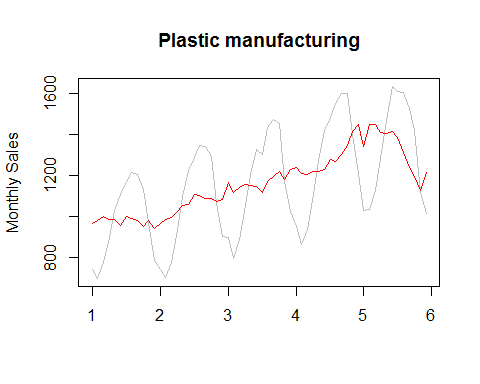 Plastic manufacturing
Monthly Sales
1600
1200
800
1 2 3 4 5 6